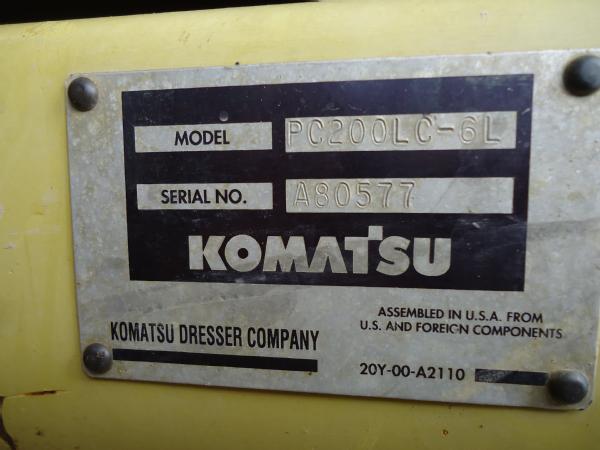 MODEL PC200LC-6L
SERIAL NO. A80577
KOMATSU
ASSEMBLED IN U.S.A. FROM
U.S. AND FOREIGN COMPONENTS
KOMATSU DRESSER COMPANY
20Y-00-A2110